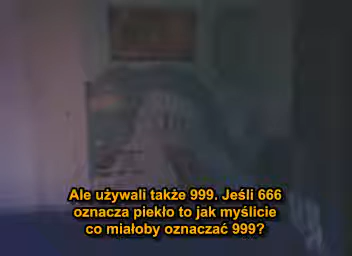 Ale używali także 999. Jeśli 666
oznacza piekło to jak myślicie
co miałoby oznaczać 999?